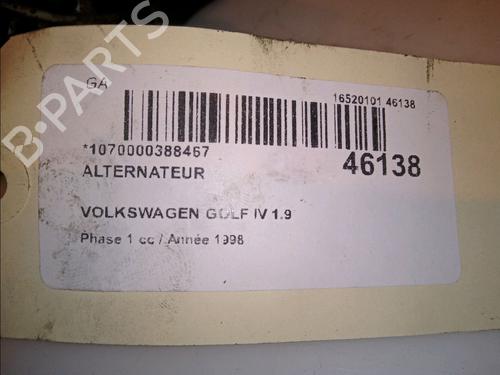 GA
16520101 46138
*1070000388467
46138
ALTERNATEUR
VOLKSWAGEN GOLF IV 1.9
Phase 1 cc / Année 1998
B-PARTS